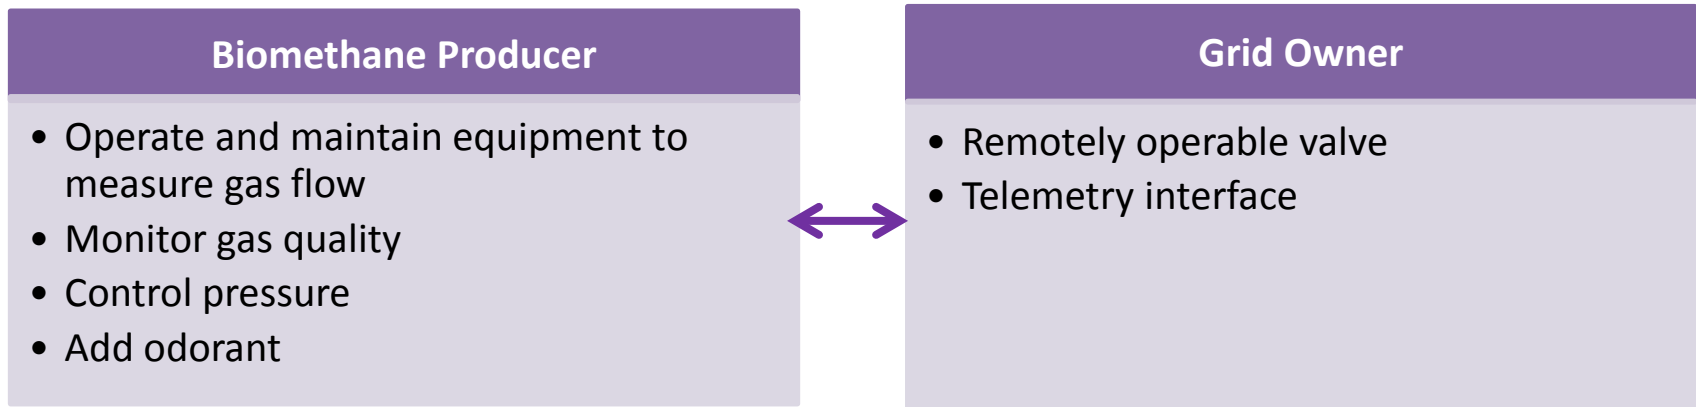 Biomethane Producer
• Operate and maintain equipment to
measure gas flow
• Monitor gas quality
• Control pressure
• Add odorant
Grid Owner
• Remotely operable valve
• Telemetry interface